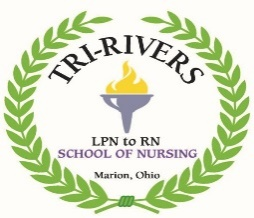 TRI-RIVERS
LPN to RN
SCHOOL OF NURSING
Marion, Ohio